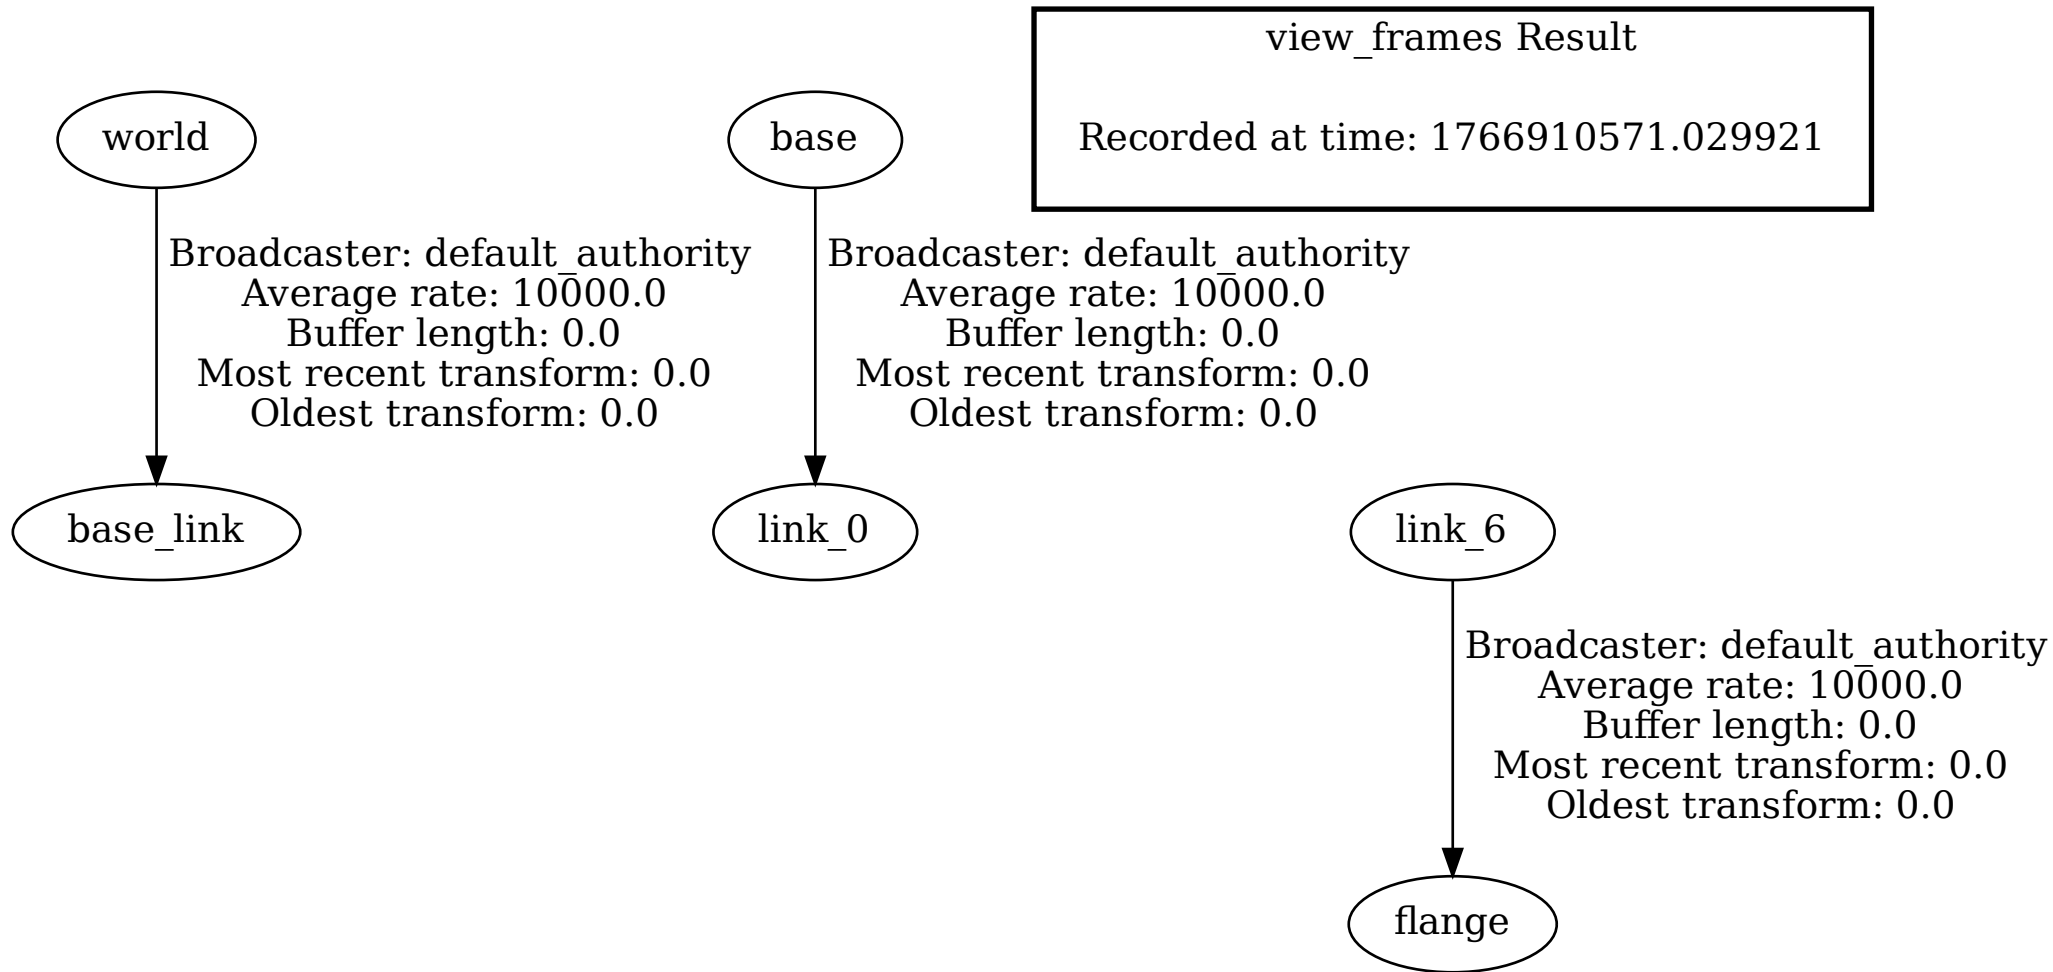 view_frames Result
world
base
Recorded at time: 1766910571.029921
Broadcaster: default_authority
Average rate: 10000.0
Buffer length: 0.0
Most recent transform: 0.0
Oldest transform: 0.0
Broadcaster: default_authority
Average rate: 10000.0
Buffer length: 0.0
Most recent transform: 0.0
Oldest transform: 0.0
base_link
link_0
link_6
Broadcaster: default_authority
Average rate: 10000.0
Buffer length: 0.0
Most recent transform: 0.0
Oldest transform: 0.0
flange